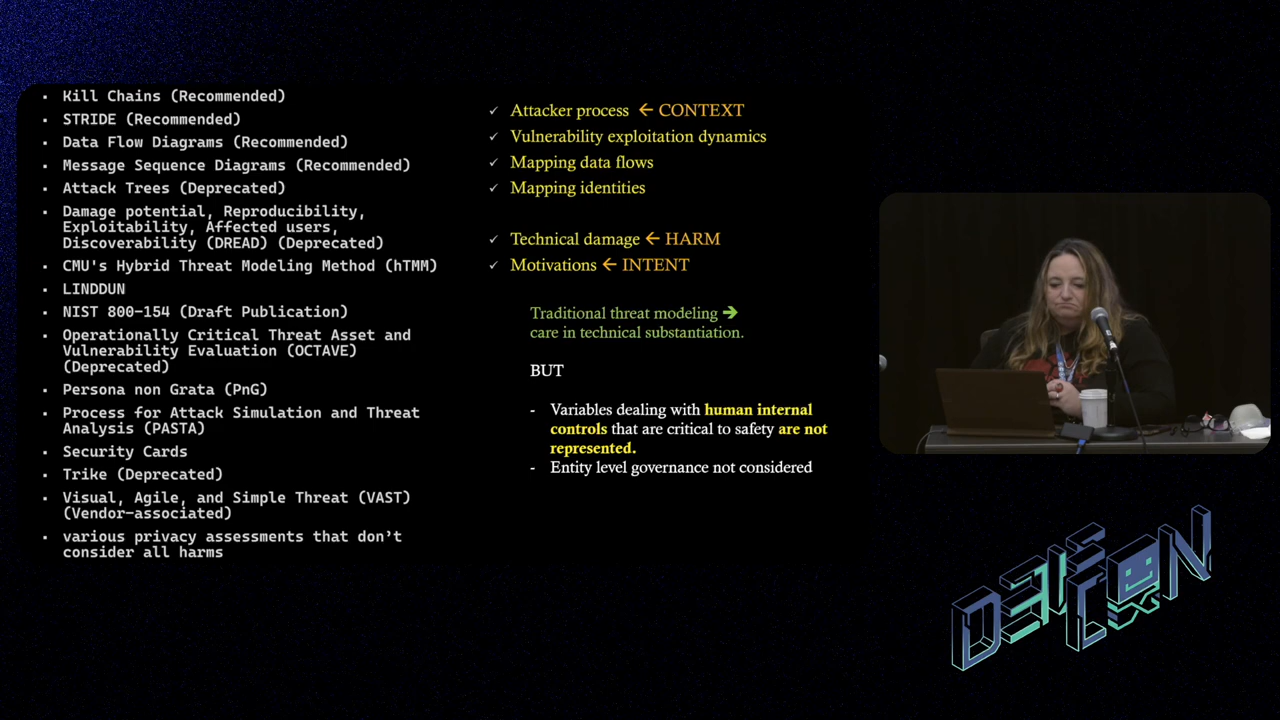 ▪ Kill Chains (Recommended)
▪ STRIDE (Recommended)
▪ Data Flow Diagrams (Recommended)
▪ Message Sequence Diagrams (Recommended)
▪ Attack Trees (Deprecated)
▪ Damage potential, Reproducibility,
Exploitability, Affected users,
Discoverability (DREAD) (Deprecated)
▪ CMU's Hybrid Threat Modeling Method (hTMM)
▪ LINDDUN
▪ NIST 800-154 (Draft Publication)
▪ Operationally Critical Threat Asset and
Vulnerability Evaluation (OCTAVE)
(Deprecated)
▪ Persona non Grata (PnG)
▪ Process for Attack Simulation and Threat
Analysis (PASTA)
▪ Security Cards
▪ Trike (Deprecated)
▪ Visual, Agile, and Simple Threat (VAST)
(Vendor-associated)
▪ various privacy assessments that don’t
consider all harms
✓ Attacker process ← CONTEXT
✓ Vulnerability exploitation dynamics
✓ Mapping data flows
✓ Mapping identities
✓ Technical damage ← HARM
✓ Motivations ← INTENT
Traditional threat modeling ➔
care in technical substantiation.
BUT
- Variables dealing with human internal
controls that are critical to safety are not
represented.
- Entity level governance not considered
DEF CON